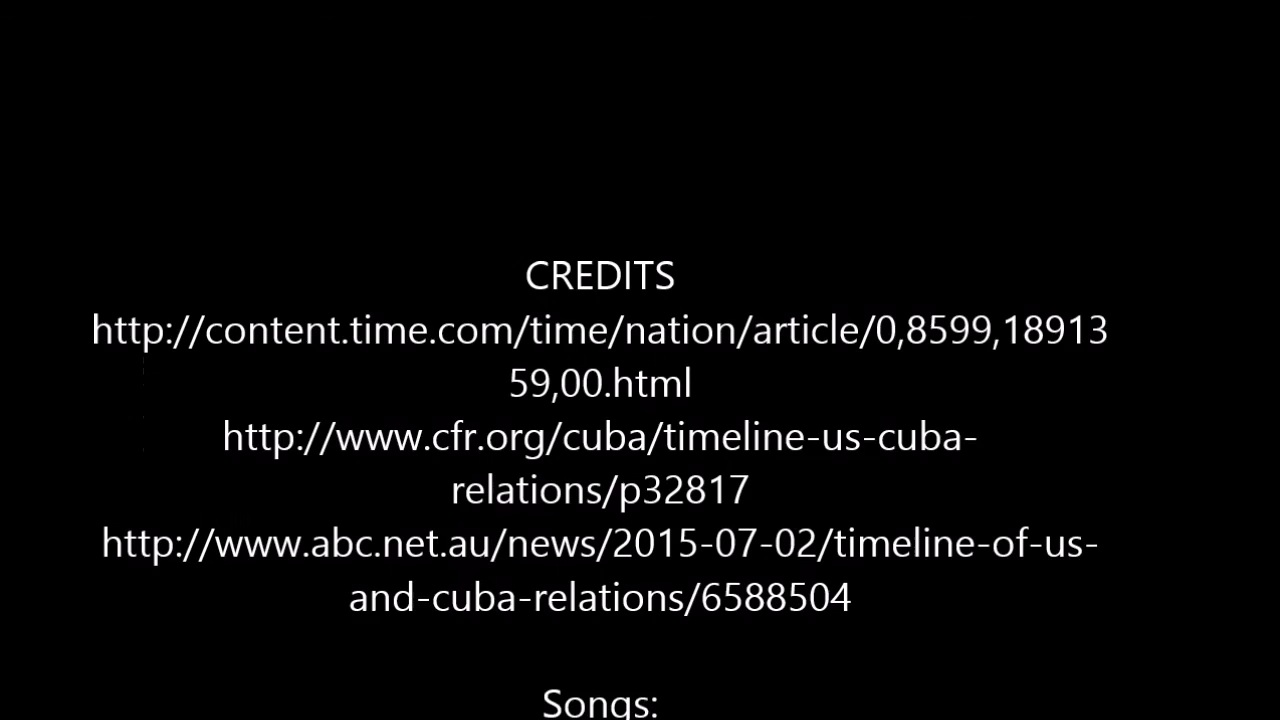 CREDITS
http://content.time.com/time/nation/article/0,8599,18913
59,00.html
http://www.cfr.org/cuba/timeline-us-cuba-
relations/p32817
http://www.abc.net.au/news/2015-07-02/timeline-of-us-
and-cuba-relations/6588504
Songs: